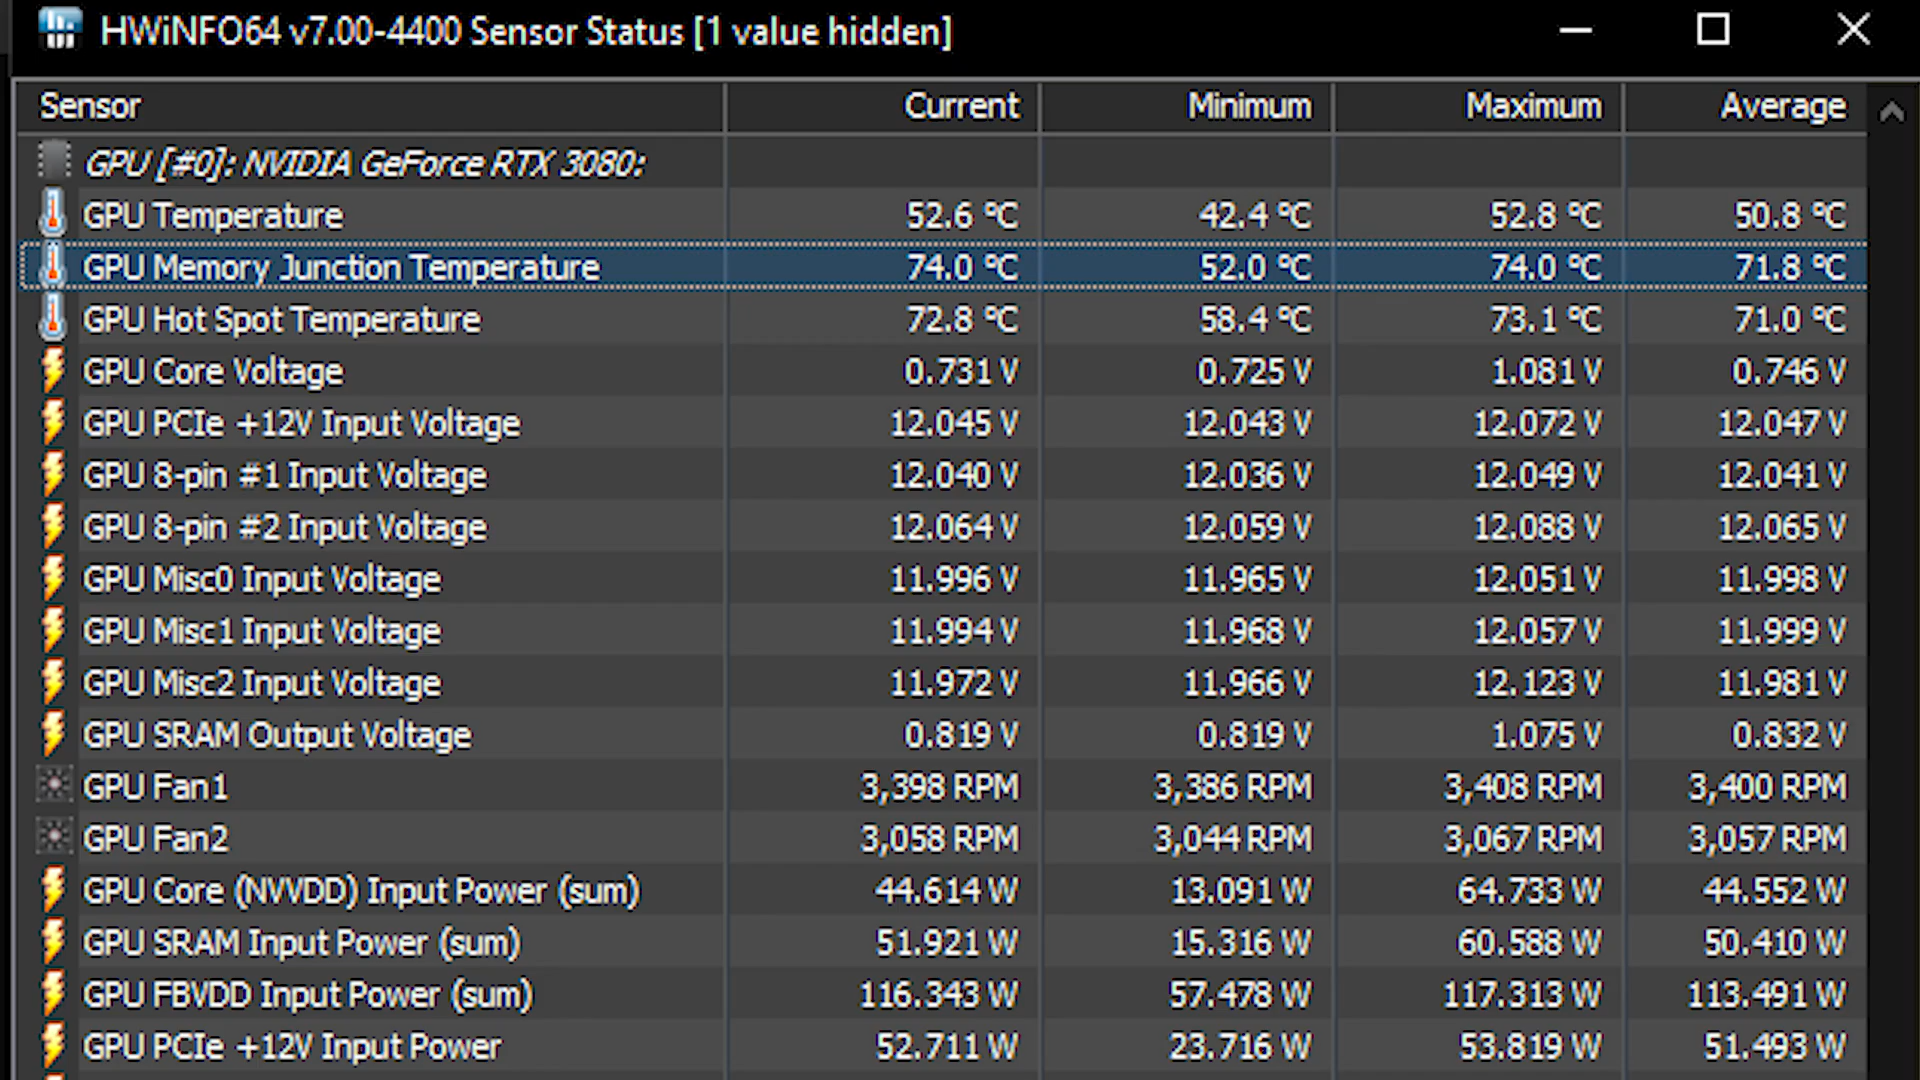 HWiNFO64 v7.00-4400 Sensor Status [1 value hidden]
Sensor Current Minimum Maximum Average
GPU [#0]: NVIDIA GeForce RTX 3080:
GPU Temperature 52.6 °C 42.4 °C 52.8 °C 50.8 °C
GPU Memory Junction Temperature 74.0 °C 52.0 °C 74.0 °C 71.8 °C
GPU Hot Spot Temperature 72.8 °C 58.4 °C 73.1 °C 71.0 °C
GPU Core Voltage 0.731 V 0.725 V 1.081 V 0.746 V
GPU PCIe +12V Input Voltage 12.045 V 12.043 V 12.072 V 12.047 V
GPU 8-pin #1 Input Voltage 12.040 V 12.036 V 12.049 V 12.041 V
GPU 8-pin #2 Input Voltage 12.064 V 12.059 V 12.088 V 12.065 V
GPU Misc0 Input Voltage 11.996 V 11.965 V 12.051 V 11.998 V
GPU Misc1 Input Voltage 11.994 V 11.968 V 12.057 V 11.999 V
GPU Misc2 Input Voltage 11.972 V 11.966 V 12.123 V 11.981 V
GPU SRAM Output Voltage 0.819 V 0.819 V 1.075 V 0.832 V
GPU Fan1 3,398 RPM 3,386 RPM 3,408 RPM 3,400 RPM
GPU Fan2 3,058 RPM 3,044 RPM 3,067 RPM 3,057 RPM
GPU Core (NVVDD) Input Power (sum) 44.614 W 13.091 W 64.733 W 44.552 W
GPU SRAM Input Power (sum) 51.921 W 15.316 W 60.588 W 50.410 W
GPU FBVDD Input Power (sum) 116.343 W 57.478 W 117.313 W 113.491 W
GPU PCIe +12V Input Power 52.711 W 23.716 W 53.819 W 51.493 W